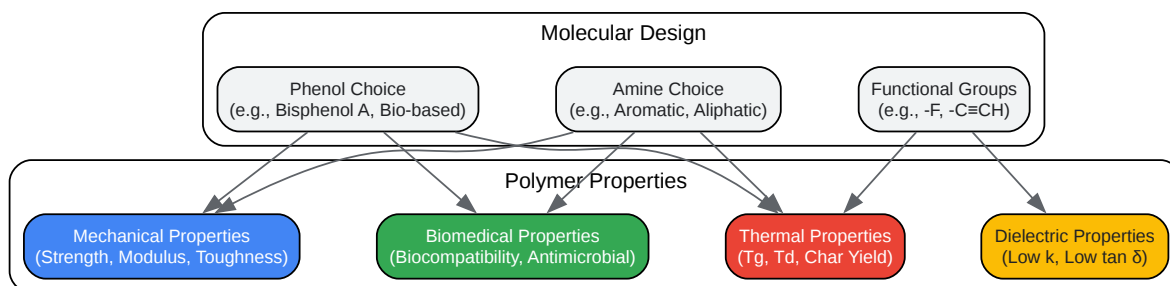 Molecular Design
Phenol Choice
(e.g., Bisphenol A, Bio-based)
Amine Choice
(e.g., Aromatic, Aliphatic)
Functional Groups
(e.g., -F, -C≡CH)
Polymer Properties
Mechanical Properties
(Strength, Modulus, Toughness)
Biomedical Properties
(Biocompatibility, Antimicrobial)
Thermal Properties
(Tg, Td, Char Yield)
Dielectric Properties
(Low k, Low tan δ)